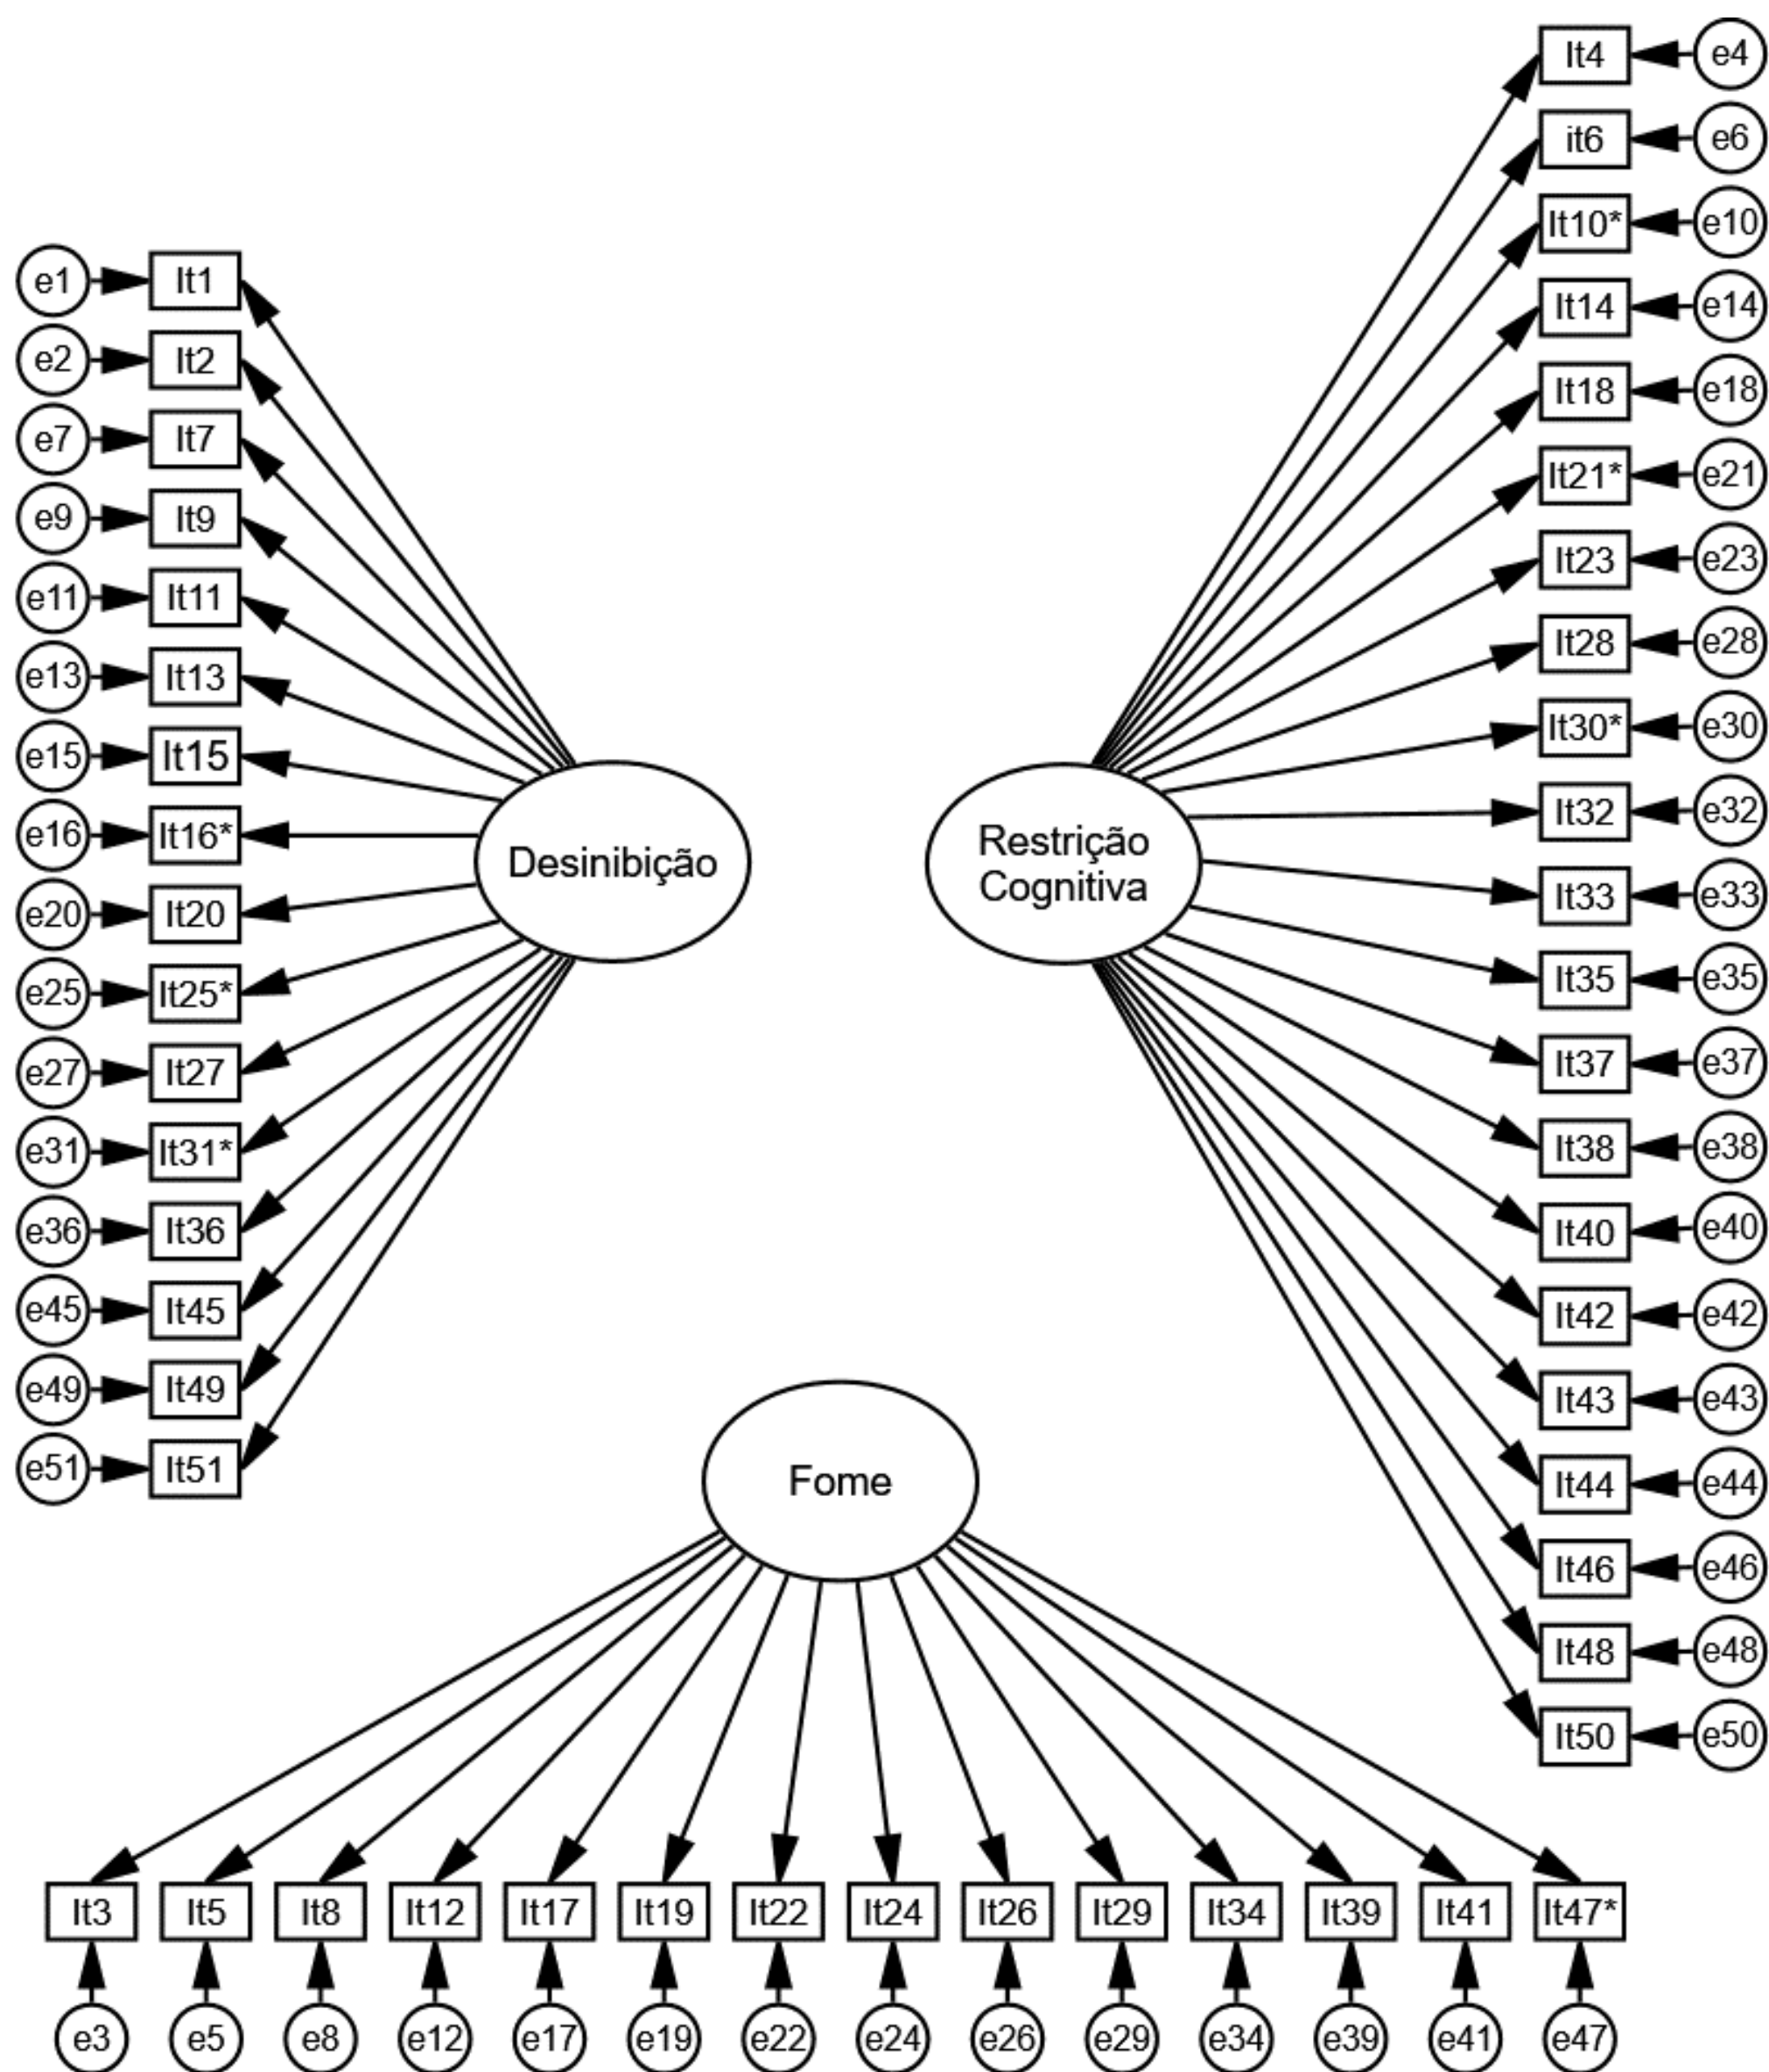 e1 It1
e2 It2
e7 It7
e9 It9
e11 It11
e13 It13
e15 It15
e16 It16*
e20 It20
e25 It25*
e27 It27
e31 It31*
e36 It36
e45 It45
e49 It49
e51 It51
Desinibição
Restrição
Cognitiva
It4 e4
it6 e6
It10* e10
It14 e14
It18 e18
It21* e21
It23 e23
It28 e28
It30* e30
It32 e32
It33 e33
It35 e35
It37 e37
It38 e38
It40 e40
It42 e42
It43 e43
It44 e44
It46 e46
It48 e48
It50 e50
Fome
It3 It5 It8 It12 It17 It19 It22 It24 It26 It29 It34 It39 It41 It47*
e3 e5 e8 e12 e17 e19 e22 e24 e26 e29 e34 e39 e41 e47